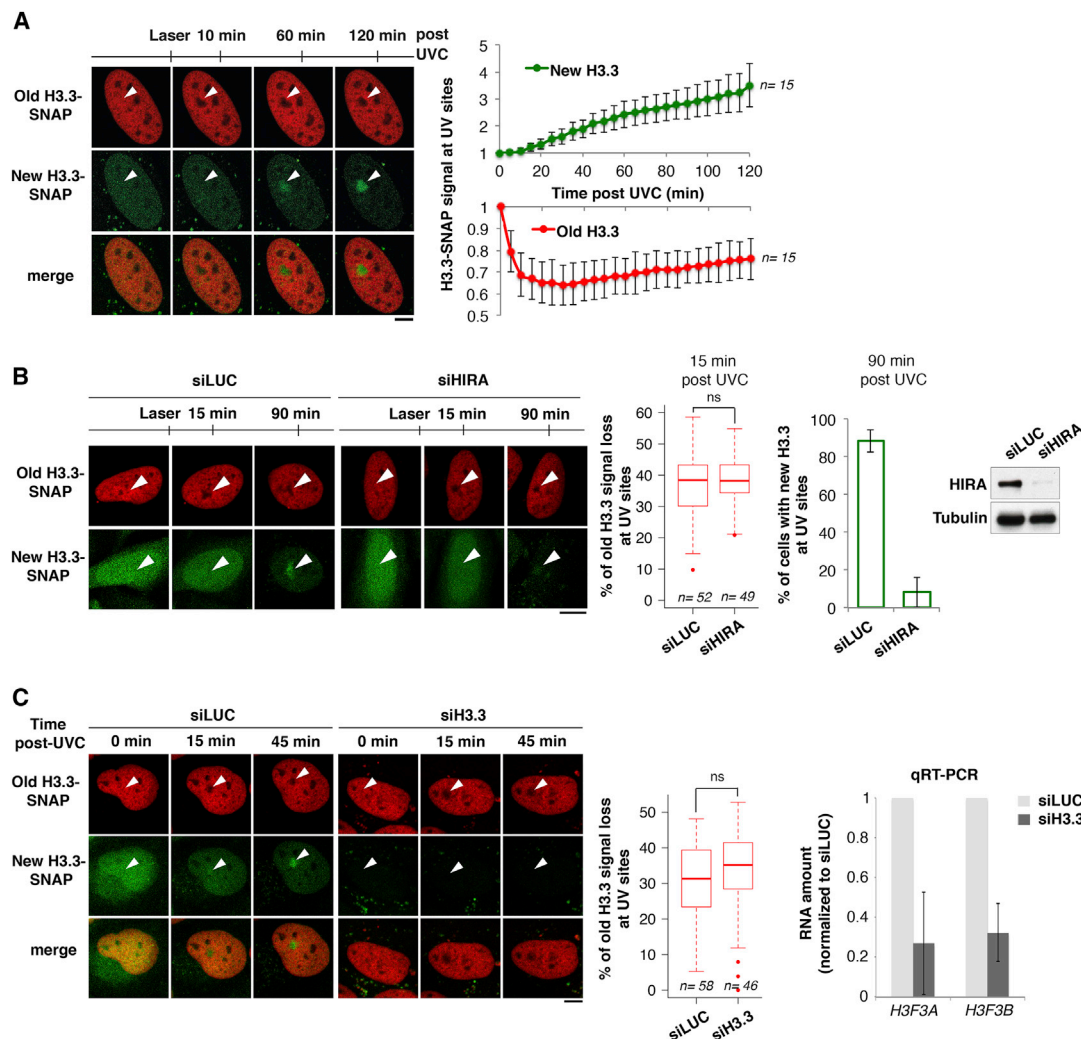 A
Laser 10 min 60 min 120 min post UVC
Old H3.3-SNAP
New H3.3-SNAP
merge
H3.3-SNAP signal at UV sites
5
4
3
2
1
New H3.3
n= 15
0 20 40 60 80 100 120
Time post UVC (min)
1
0.9
0.8
0.7
0.6
0.5
Old H3.3
n= 15
B
siLUC
siHIRA
Laser 15 min 90 min
Laser 15 min 90 min
Old H3.3-SNAP
New H3.3-SNAP
15 min
post UVC
ns
% of old H3.3 signal loss
at UV sites
60
50
40
30
20
10
0
n= 52 n= 49
siLUC siHIRA
90 min
post UVC
% of cells with new H3.3
at UV sites
100
80
60
40
20
0
siLUC siHIRA
siLUC siHIRA
HIRA
Tubulin
C
Time
post-UVC
siLUC
siH3.3
0 min 15 min 45 min
0 min 15 min 45 min
Old H3.3-SNAP
New H3.3-SNAP
merge
ns
% of old H3.3 signal loss
at UV sites
50
40
30
20
10
0
n= 58 n= 46
siLUC siH3.3
qRT-PCR
siLUC
siH3.3
RNA amount
(normalized to siLUC)
1
0.8
0.6
0.4
0.2
0
H3F3A H3F3B